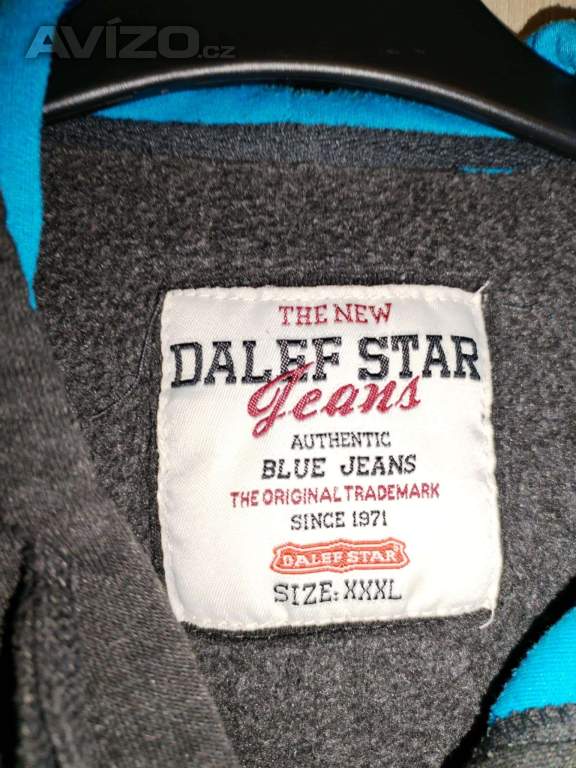 AVÍZO.cz
THE NEW
DALEF STAR
Jeans
AUTHENTIC
BLUE JEANS
THE ORIGINAL TRADEMARK
SINCE 1971
DALEF STAR
SIZE: XXXL